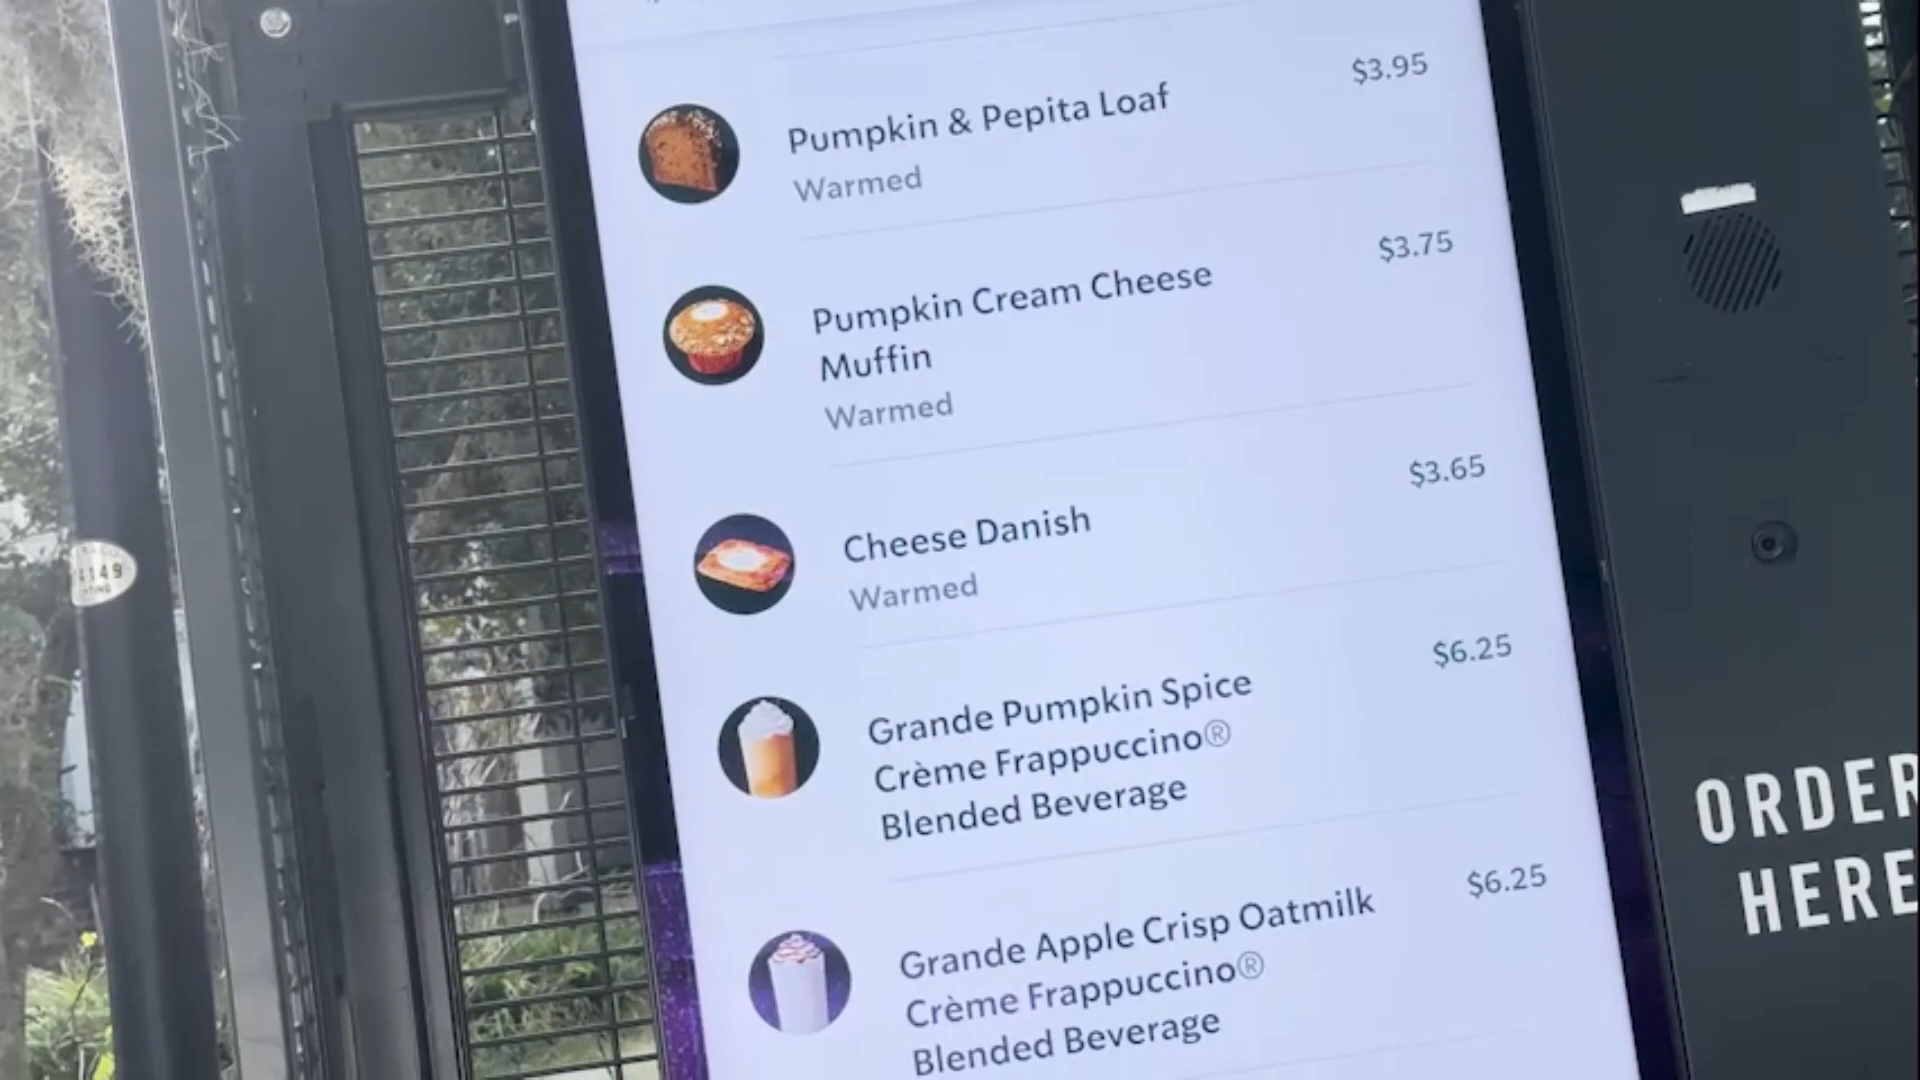 $3.95
Pumpkin & Pepita Loaf
Warmed
$3.75
Pumpkin Cream Cheese
Muffin
Warmed
$3.65
Cheese Danish
Warmed
$6.25
Grande Pumpkin Spice
Crème Frappuccino®
Blended Beverage
$6.25
Grande Apple Crisp Oatmilk
Crème Frappuccino®
Blended Beverage
ORDER
HERE
4149